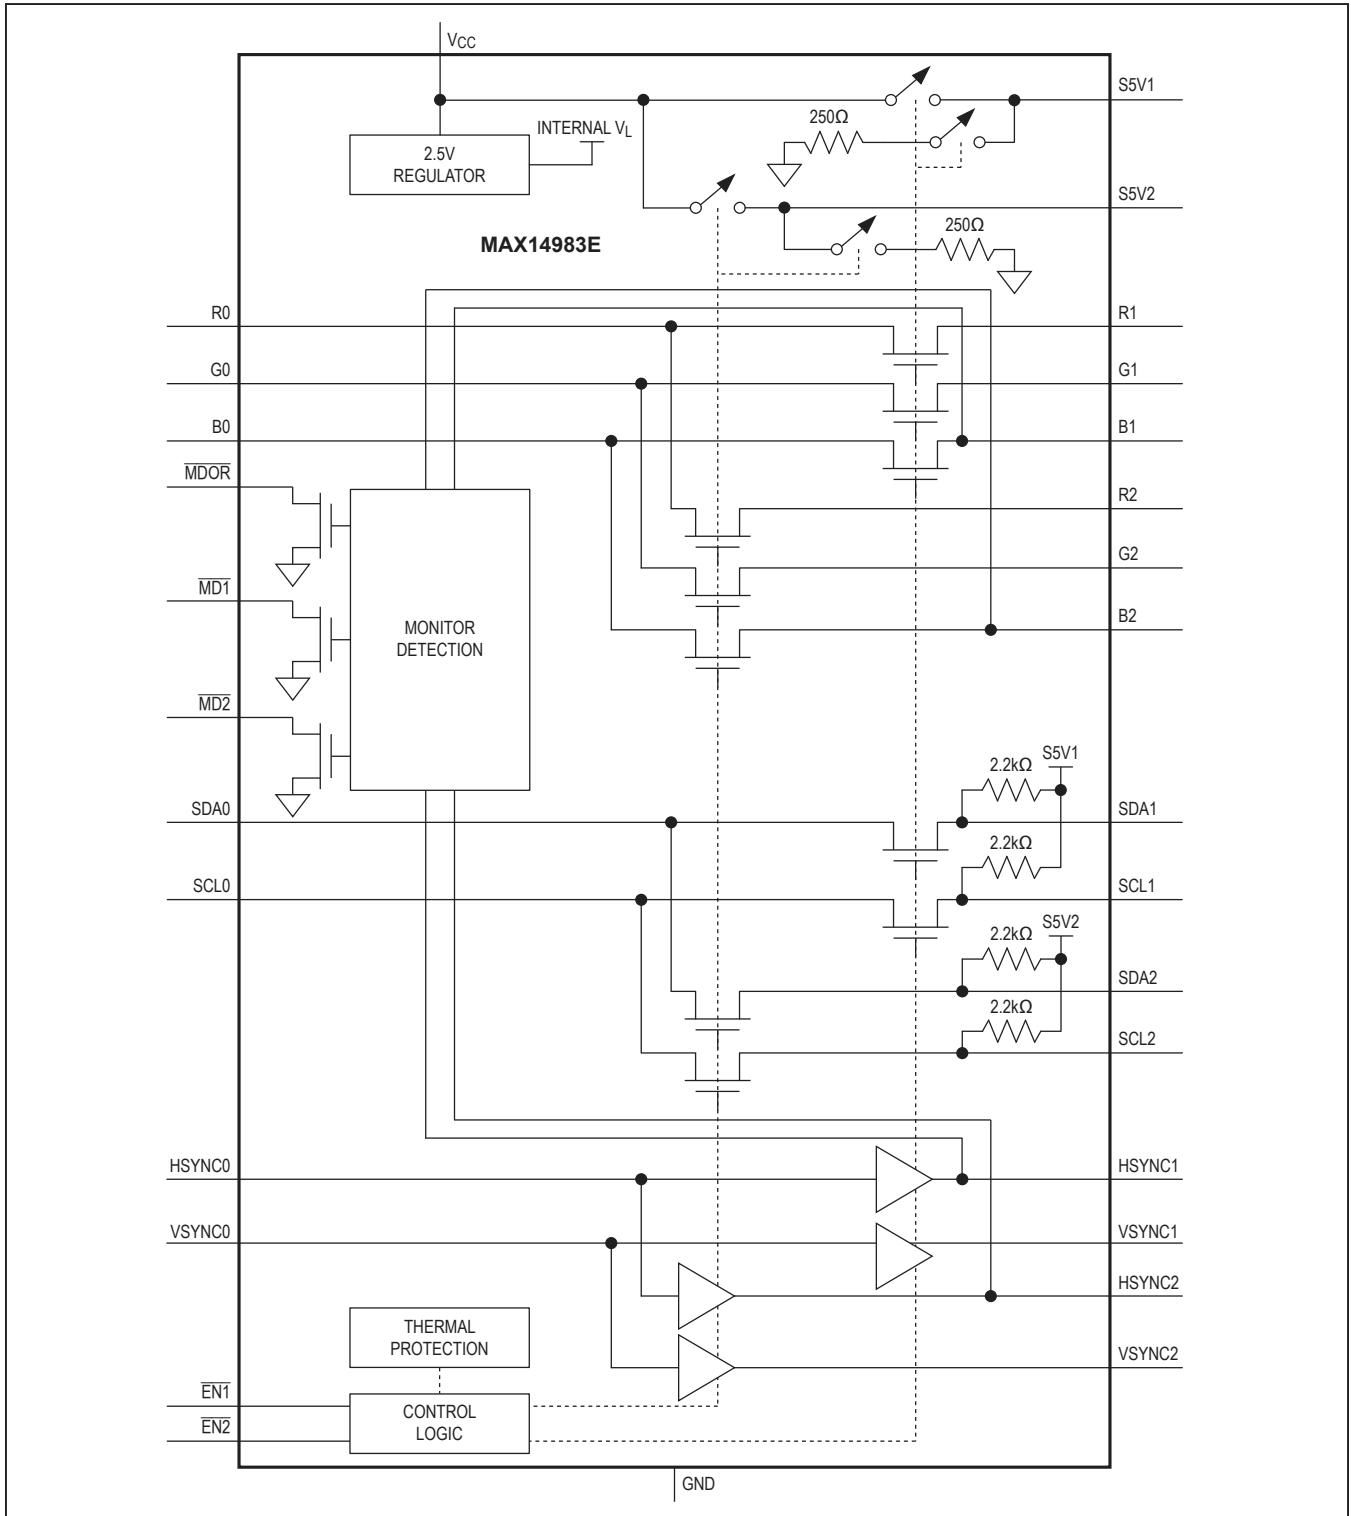 VCC
S5V1
250Ω
INTERNAL VL
2.5V
REGULATOR
S5V2
250Ω
MAX14983E
R0
R1
G0
G1
B0
B1
MDOR
R2
G2
MD1
B2
MONITOR
DETECTION
MD2
S5V1
2.2kΩ
SDA0
SDA1
2.2kΩ
SCL0
SCL1
S5V2
2.2kΩ
SDA2
2.2kΩ
SCL2
HSYNC0
HSYNC1
VSYNC0
VSYNC1
HSYNC2
THERMAL
PROTECTION
VSYNC2
EN1
CONTROL
LOGIC
EN2
GND